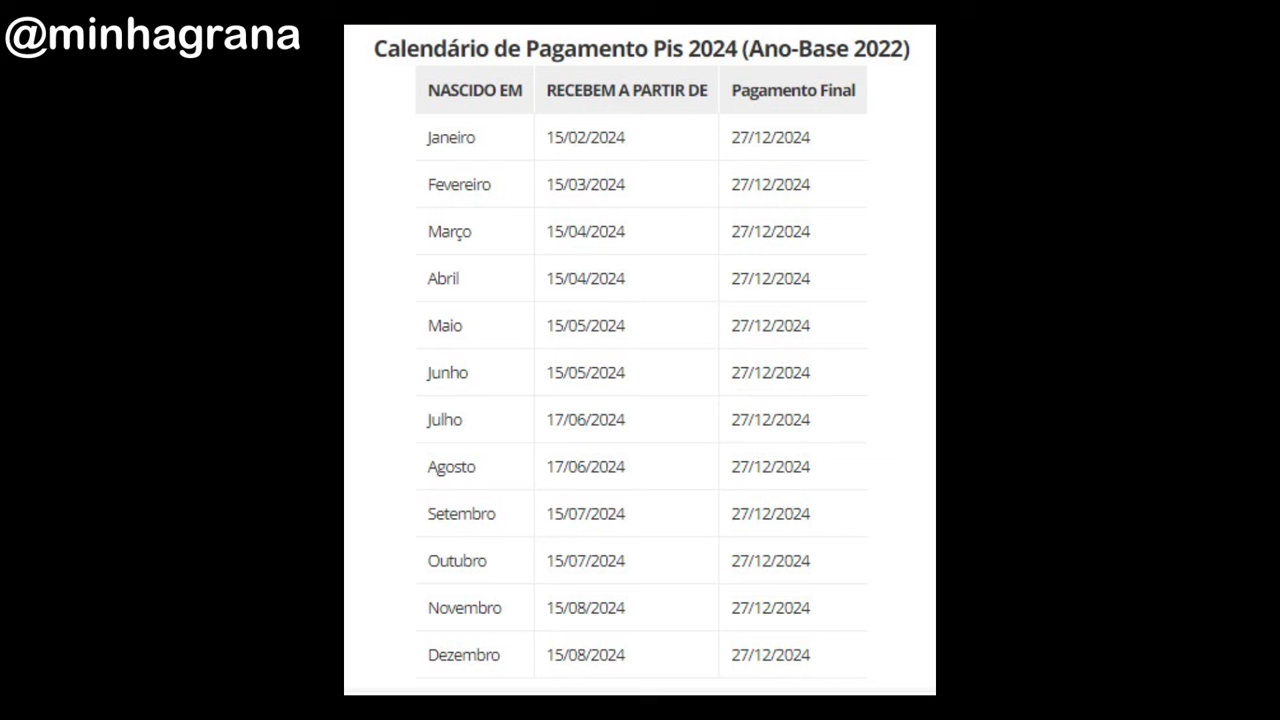 @minhagrana
Calendário de Pagamento Pis 2024 (Ano-Base 2022)
NASCIDO EM RECEBEM A PARTIR DE Pagamento Final
Janeiro 15/02/2024 27/12/2024
Fevereiro 15/03/2024 27/12/2024
Março 15/04/2024 27/12/2024
Abril 15/04/2024 27/12/2024
Maio 15/05/2024 27/12/2024
Junho 15/05/2024 27/12/2024
Julho 17/06/2024 27/12/2024
Agosto 17/06/2024 27/12/2024
Setembro 15/07/2024 27/12/2024
Outubro 15/07/2024 27/12/2024
Novembro 15/08/2024 27/12/2024
Dezembro 15/08/2024 27/12/2024